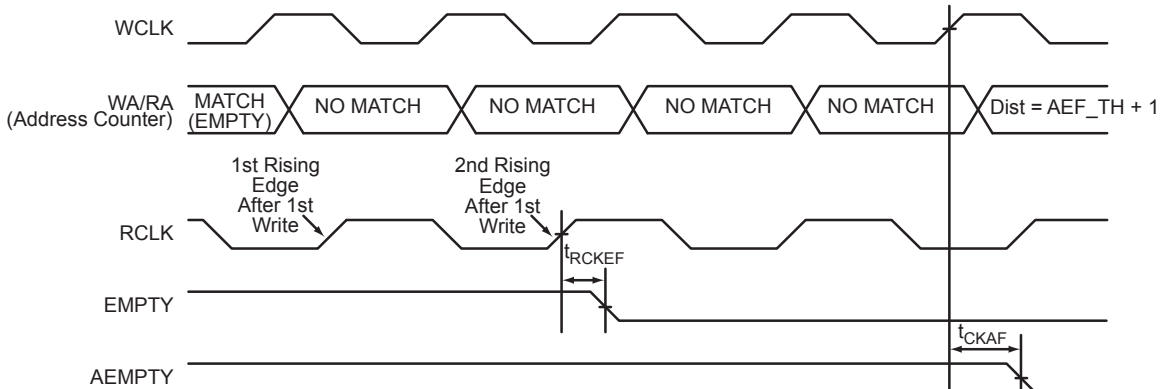 WCLK
WA/RA
(Address Counter)
MATCH
(EMPTY)
NO MATCH
NO MATCH
NO MATCH
NO MATCH
Dist = AEF_TH + 1
1st Rising
Edge
After 1st
Write
2nd Rising
Edge
After 1st
Write
RCLK
tRCKEF
EMPTY
tCKAF
AEMPTY